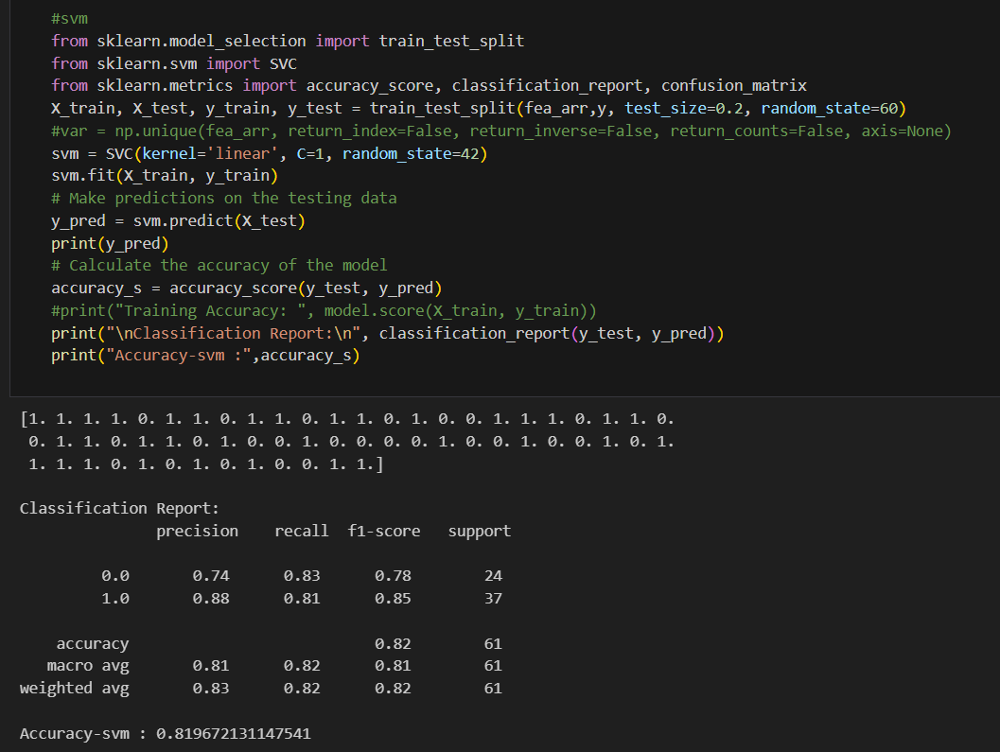 #svm
from sklearn.model_selection import train_test_split
from sklearn.svm import SVC
from sklearn.metrics import accuracy_score, classification_report, confusion_matrix
X_train, X_test, y_train, y_test = train_test_split(fea_arr,y, test_size=0.2, random_state=60)
#var = np.unique(fea_arr, return_index=False, return_inverse=False, return_counts=False, axis=None)
svm = SVC(kernel='linear', C=1, random_state=42)
svm.fit(X_train, y_train)
# Make predictions on the testing data
y_pred = svm.predict(X_test)
print(y_pred)
# Calculate the accuracy of the model
accuracy_s = accuracy_score(y_test, y_pred)
#print("Training Accuracy: ", model.score(X_train, y_train))
print("\nClassification Report:\n", classification_report(y_test, y_pred))
print("Accuracy-svm :",accuracy_s)
[1. 1. 1. 1. 0. 1. 1. 0. 1. 1. 0. 1. 1. 0. 1. 0. 0. 1. 1. 1. 0. 1. 1. 0.
0. 1. 1. 0. 1. 1. 0. 1. 0. 0. 1. 0. 0. 0. 0. 1. 0. 0. 1. 0. 0. 1. 0. 1.
1. 1. 1. 0. 1. 0. 1. 0. 1. 0. 0. 1. 1.]
Classification Report:
precision recall f1-score support
0.0 0.74 0.83 0.78 24
1.0 0.88 0.81 0.85 37
accuracy 0.82 61
macro avg 0.81 0.82 0.81 61
weighted avg 0.83 0.82 0.82 61
Accuracy-svm : 0.819672131147541